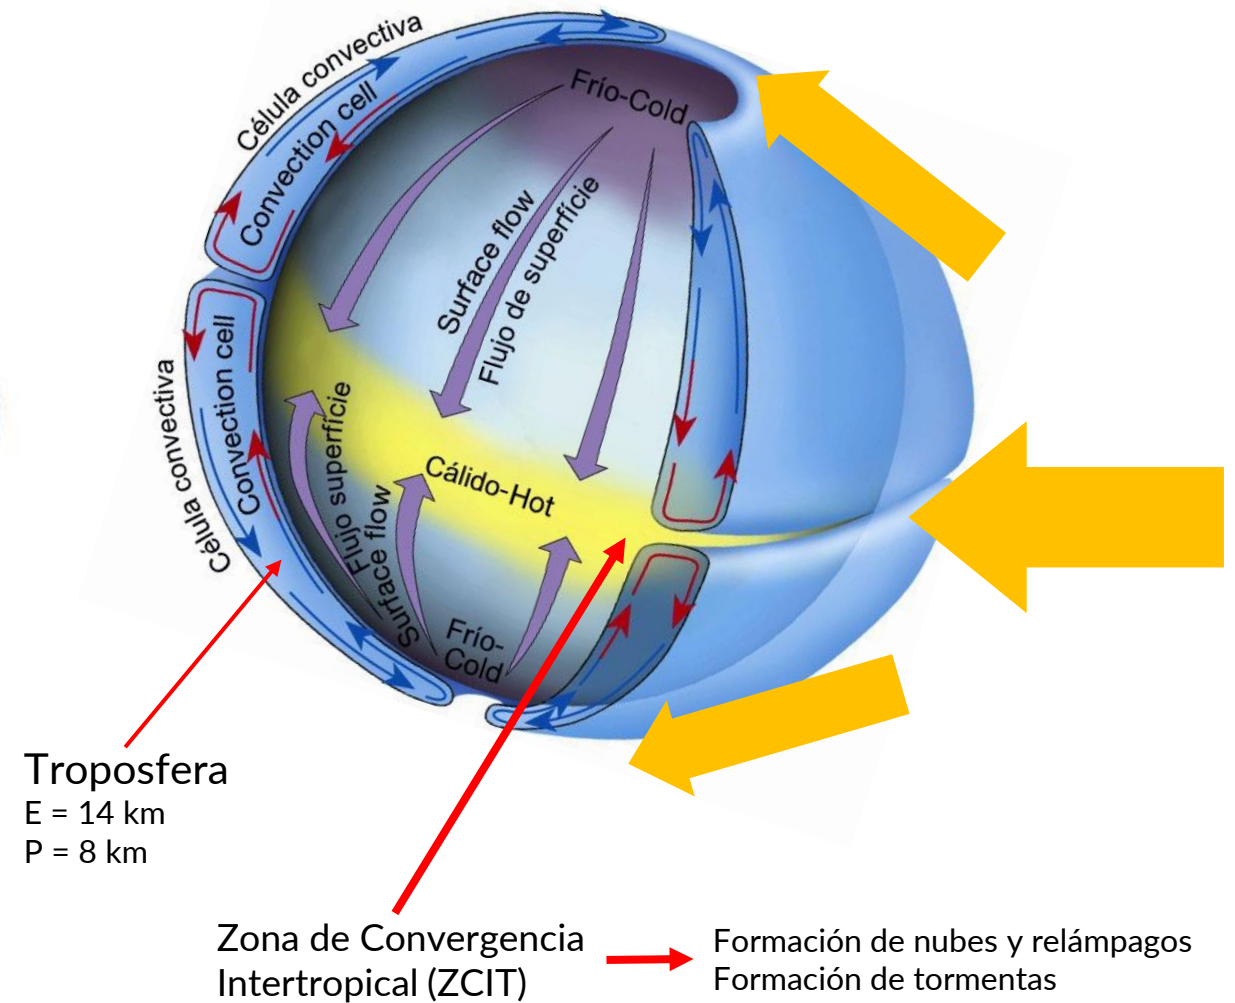 Célula convectiva
Convection cell
Frío-Cold
Surface flow
Flujo de superfície
Célula convectiva
Convection cell
Flujo superfície
Surface flow
Cálido-Hot
Frío-
Cold
Troposfera
E = 14 km
P = 8 km
Zona de Convergencia
Intertropical (ZCIT)
Formación de nubes y relámpagos
Formación de tormentas